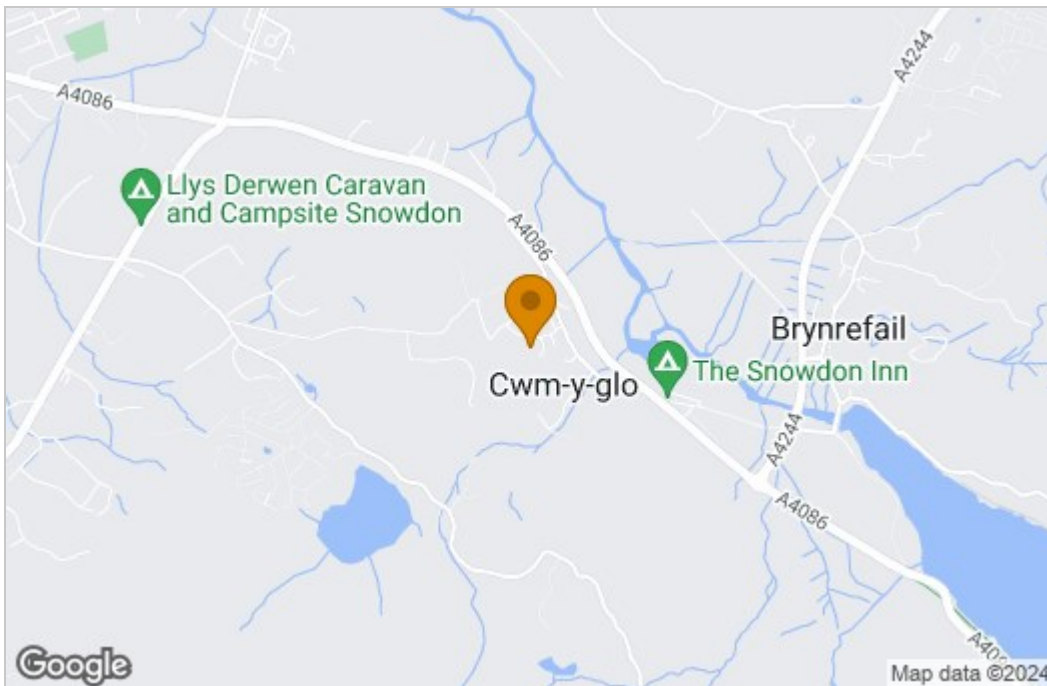 A4244
A4086
Llys Derwen Caravan
and Campsite Snowdon
A4086
Brynrefail
The Snowdon Inn
Cwm-y-glo
A4244
A4086
Google
Map data ©2024